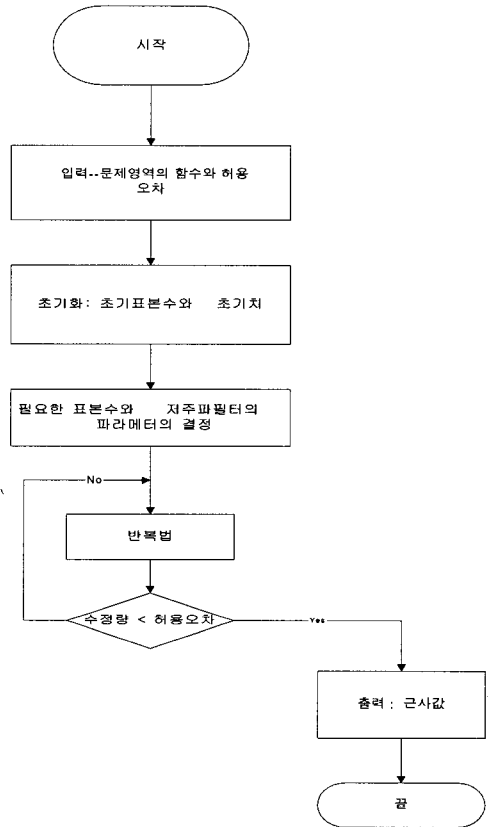 시작
입력--문제영역의 함수와 허용
오차
초기화: 초기표본수와 초기치
필요한 표본수와 저주파필터의
파라메터의 결정
No
반복법
수정량 < 허용오차
Yes
출력 : 근사값
끝